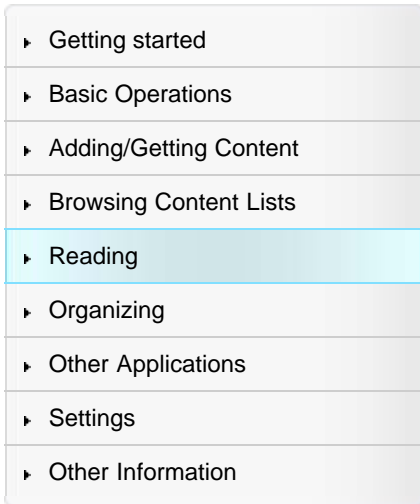 Getting started
Basic Operations
Adding/Getting Content
Browsing Content Lists
Reading
Organizing
Other Applications
Settings
Other Information